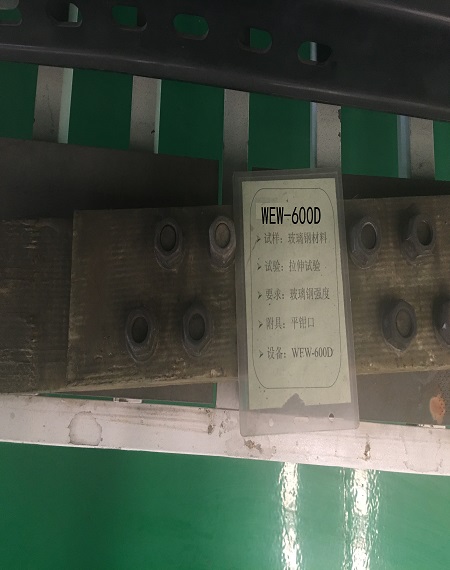 WEW-600D
➢ 试样：玻璃钢材料
➢ 试验：拉伸试验
➢ 要求：玻璃钢强度
➢ 附具：平钳口
➢ 设备：WEW-600D